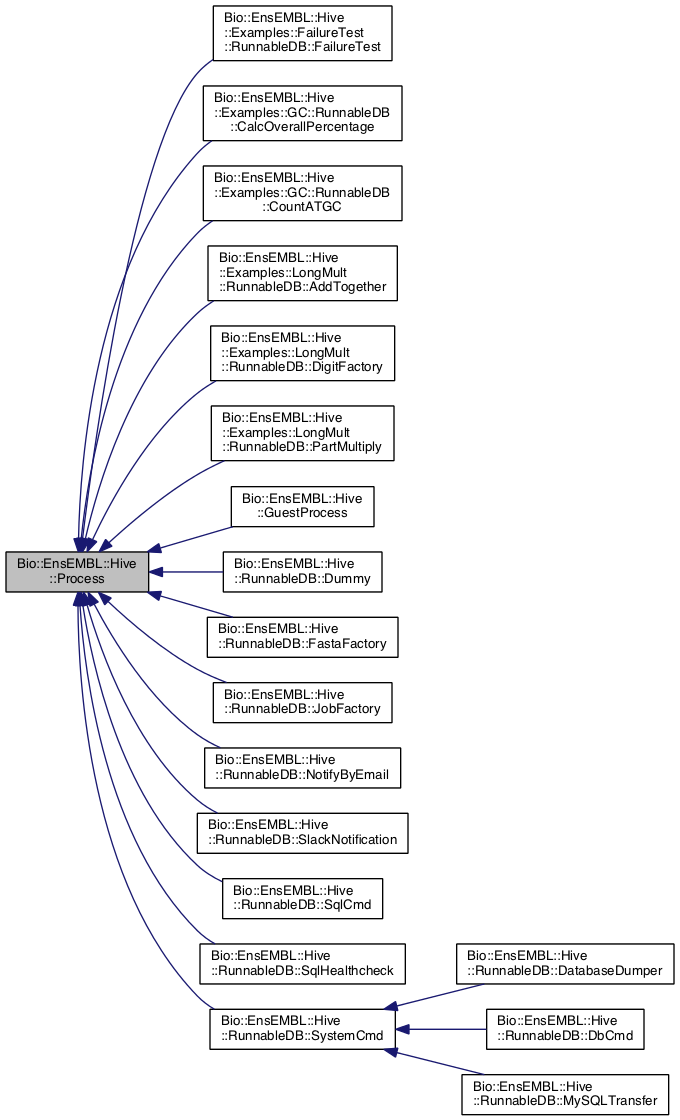 Bio::EnsEMBL::Hive
::Examples::FailureTest
::RunnableDB::FailureTest
Bio::EnsEMBL::Hive
::Examples::GC::RunnableDB
::CalcOverallPercentage
Bio::EnsEMBL::Hive
::Examples::GC::RunnableDB
::CountATGC
Bio::EnsEMBL::Hive
::Examples::LongMult
::RunnableDB::AddTogether
Bio::EnsEMBL::Hive
::Examples::LongMult
::RunnableDB::DigitFactory
Bio::EnsEMBL::Hive
::Examples::LongMult
::RunnableDB::PartMultiply
Bio::EnsEMBL::Hive
::GuestProcess
Bio::EnsEMBL::Hive
::Process
Bio::EnsEMBL::Hive
::RunnableDB::Dummy
Bio::EnsEMBL::Hive
::RunnableDB::FastaFactory
Bio::EnsEMBL::Hive
::RunnableDB::JobFactory
Bio::EnsEMBL::Hive
::RunnableDB::NotifyByEmail
Bio::EnsEMBL::Hive
::RunnableDB::SlackNotification
Bio::EnsEMBL::Hive
::RunnableDB::SqlCmd
Bio::EnsEMBL::Hive
::RunnableDB::SqlHealthcheck
Bio::EnsEMBL::Hive
::RunnableDB::SystemCmd
Bio::EnsEMBL::Hive
::RunnableDB::DatabaseDumper
Bio::EnsEMBL::Hive
::RunnableDB::DbCmd
Bio::EnsEMBL::Hive
::RunnableDB::MySQLTransfer